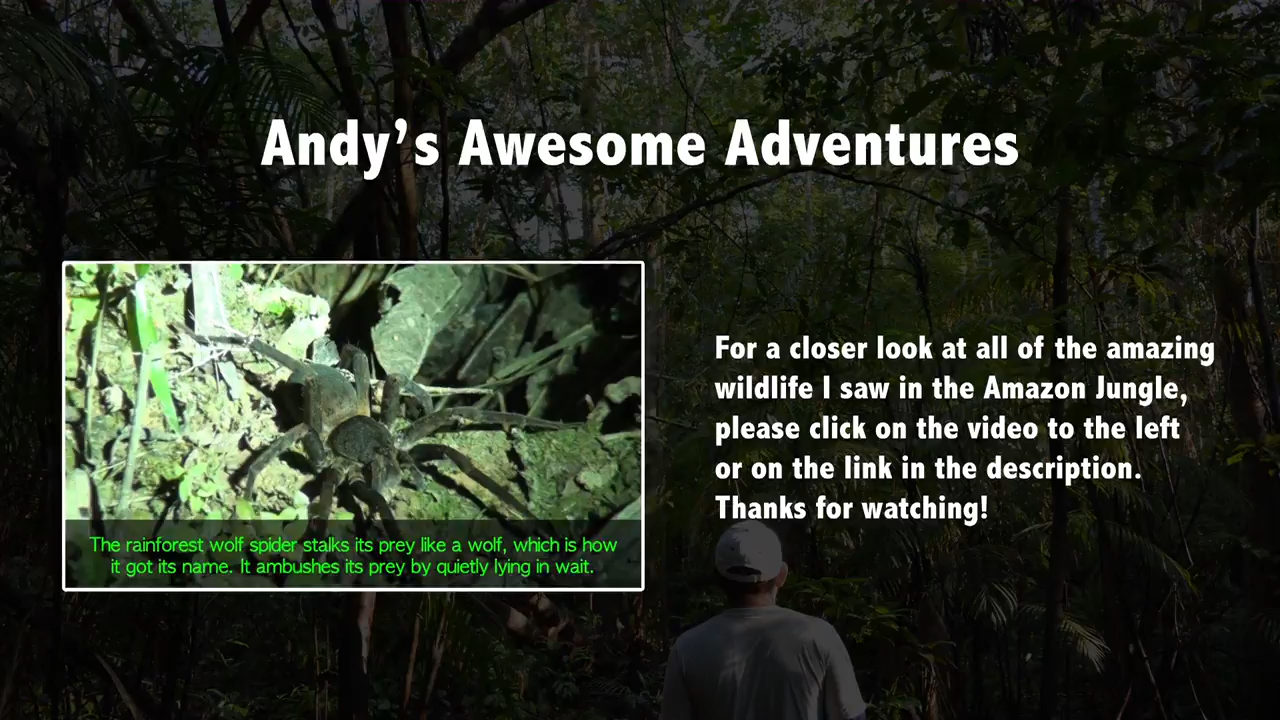 Andy's Awesome Adventures
The rainforest wolf spider stalks its prey like a wolf, which is how
it got its name. It ambushes its prey by quietly lying in wait.
For a closer look at all of the amazing
wildlife I saw in the Amazon Jungle,
please click on the video to the left
or on the link in the description.
Thanks for watching!